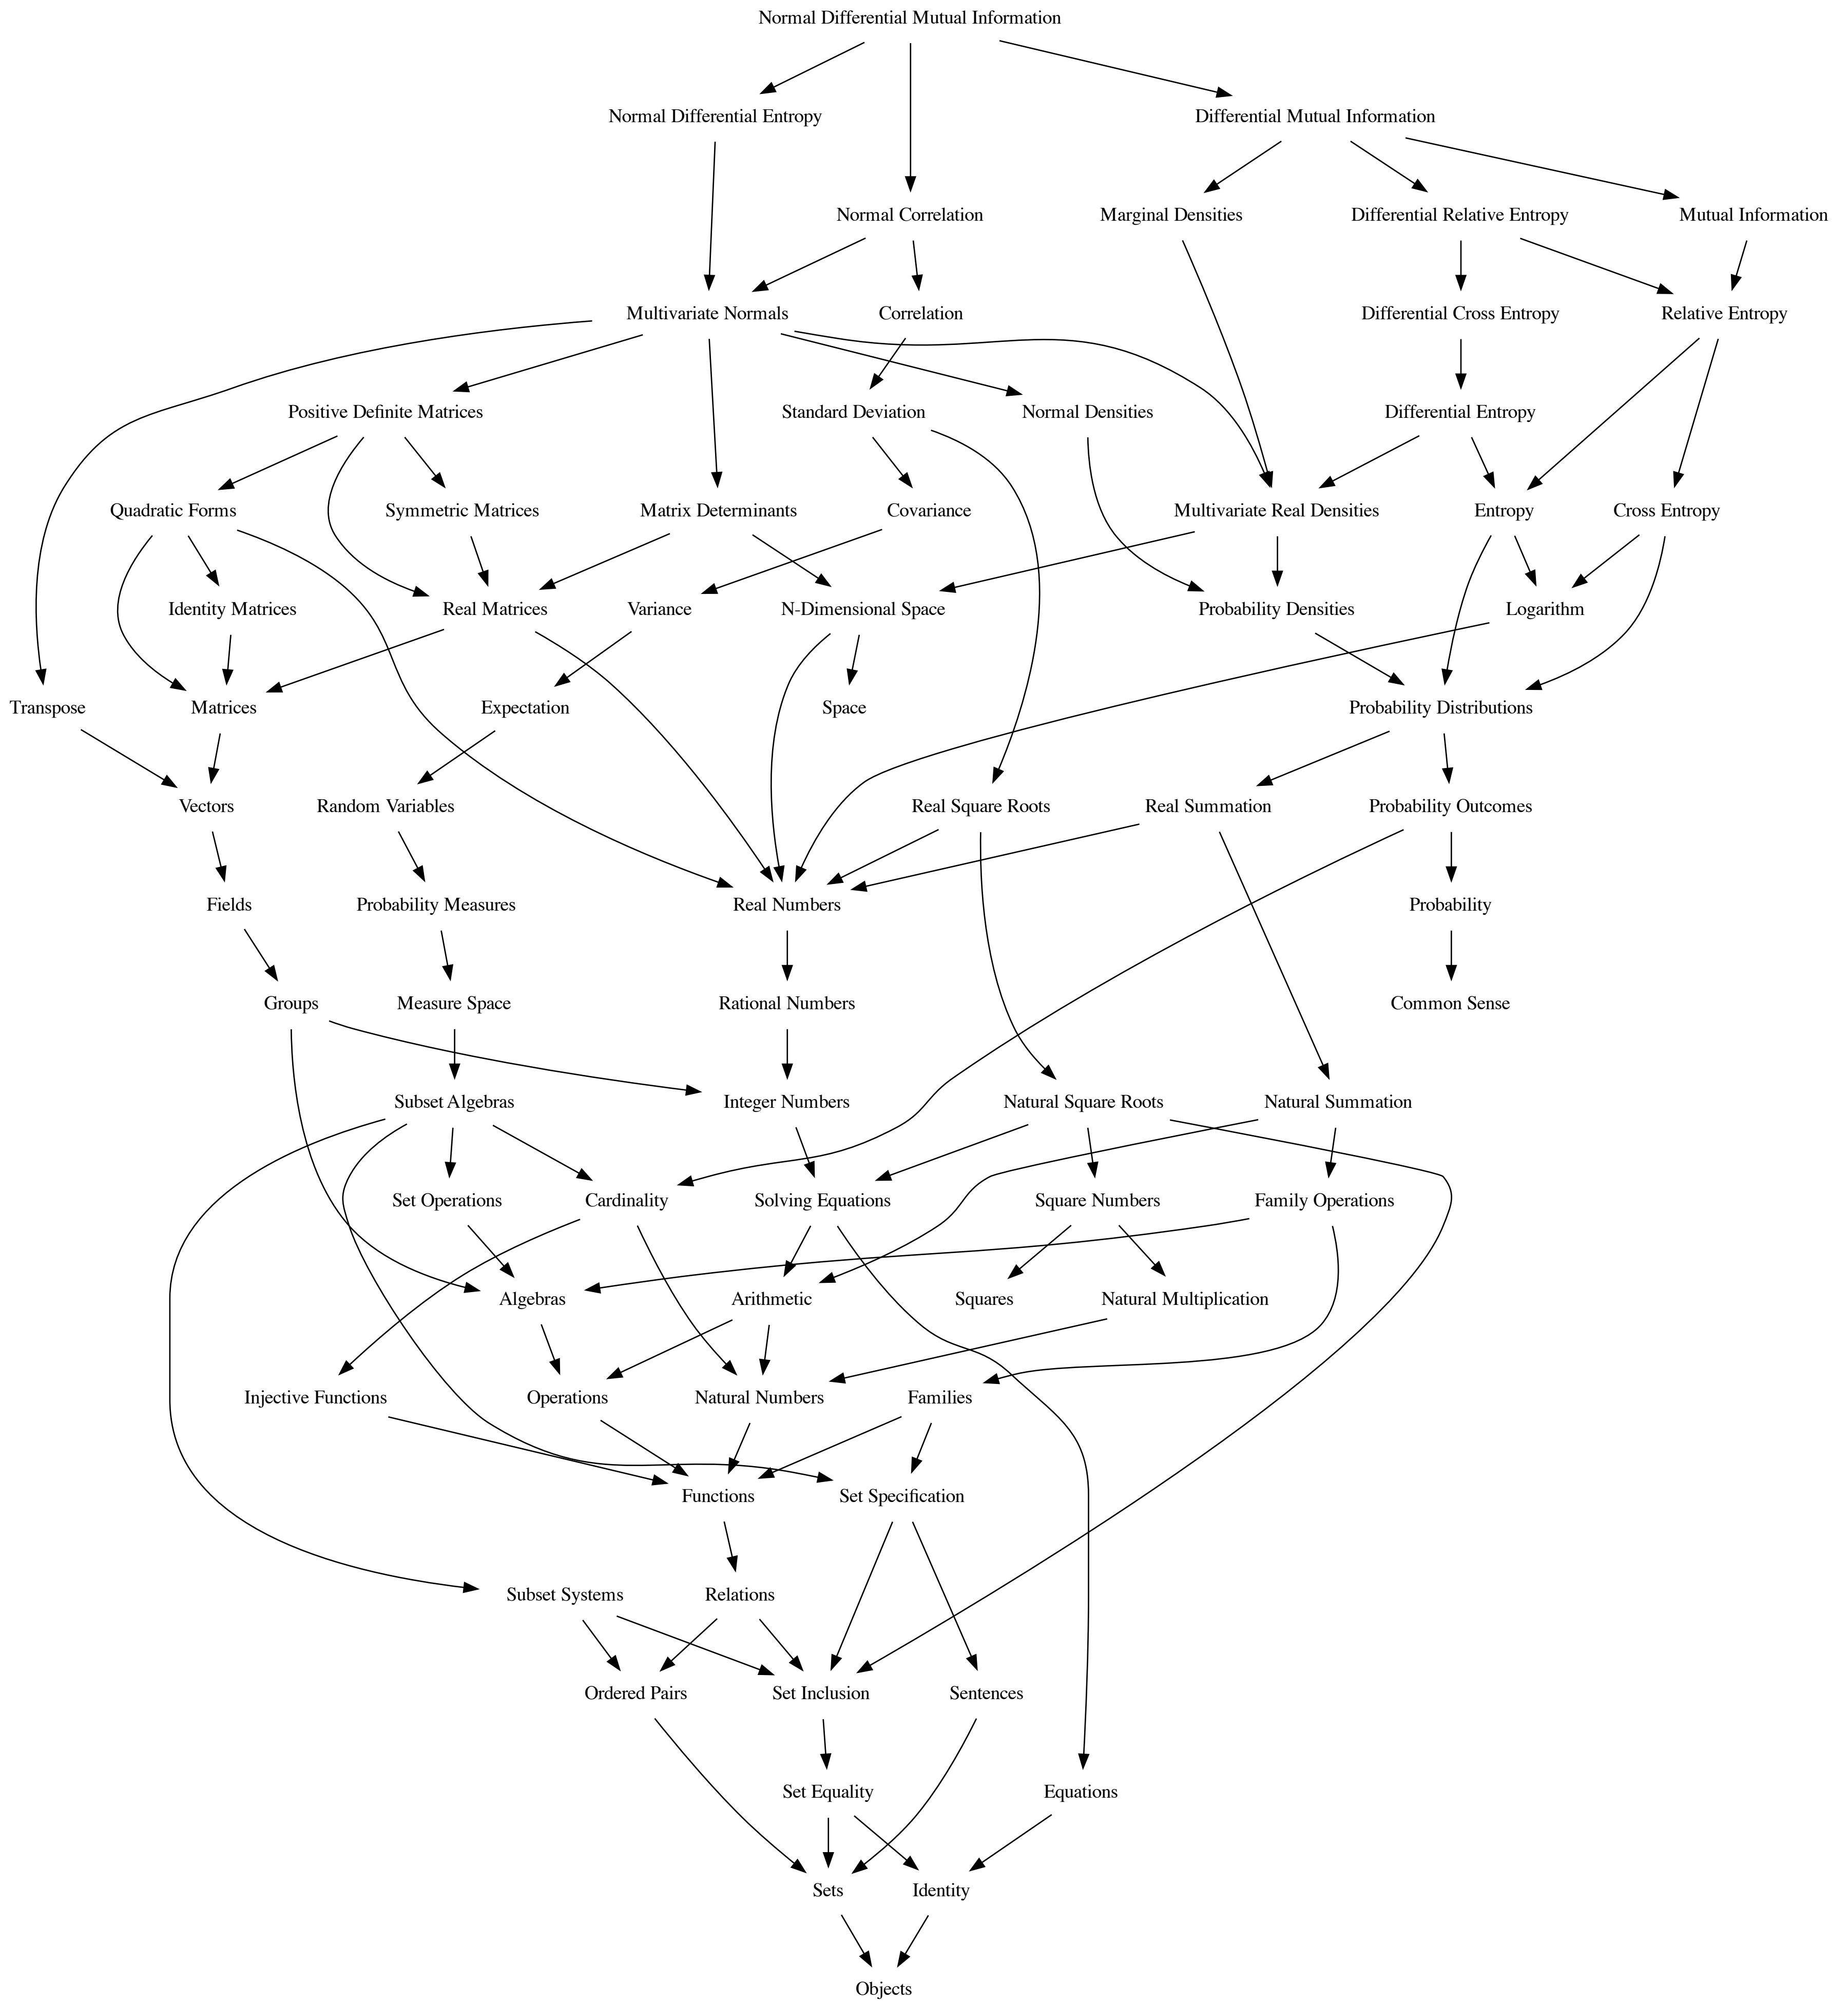 Normal Differential Mutual Information
Normal Differential Entropy
Differential Mutual Information
Normal Correlation
Marginal Densities
Differential Relative Entropy
Mutual Information
Multivariate Normals
Correlation
Differential Cross Entropy
Relative Entropy
Positive Definite Matrices
Standard Deviation
Normal Densities
Differential Entropy
Quadratic Forms
Symmetric Matrices
Matrix Determinants
Covariance
Multivariate Real Densities
Entropy
Cross Entropy
Identity Matrices
Real Matrices
Variance
N-Dimensional Space
Probability Densities
Logarithm
Transpose
Matrices
Expectation
Space
Probability Distributions
Vectors
Random Variables
Real Square Roots
Real Summation
Probability Outcomes
Fields
Probability Measures
Real Numbers
Probability
Groups
Measure Space
Rational Numbers
Common Sense
Subset Algebras
Integer Numbers
Natural Square Roots
Natural Summation
Set Operations
Cardinality
Solving Equations
Square Numbers
Family Operations
Algebras
Arithmetic
Squares
Natural Multiplication
Injective Functions
Operations
Natural Numbers
Families
Functions
Set Specification
Subset Systems
Relations
Ordered Pairs
Set Inclusion
Sentences
Set Equality
Equations
Sets
Identity
Objects